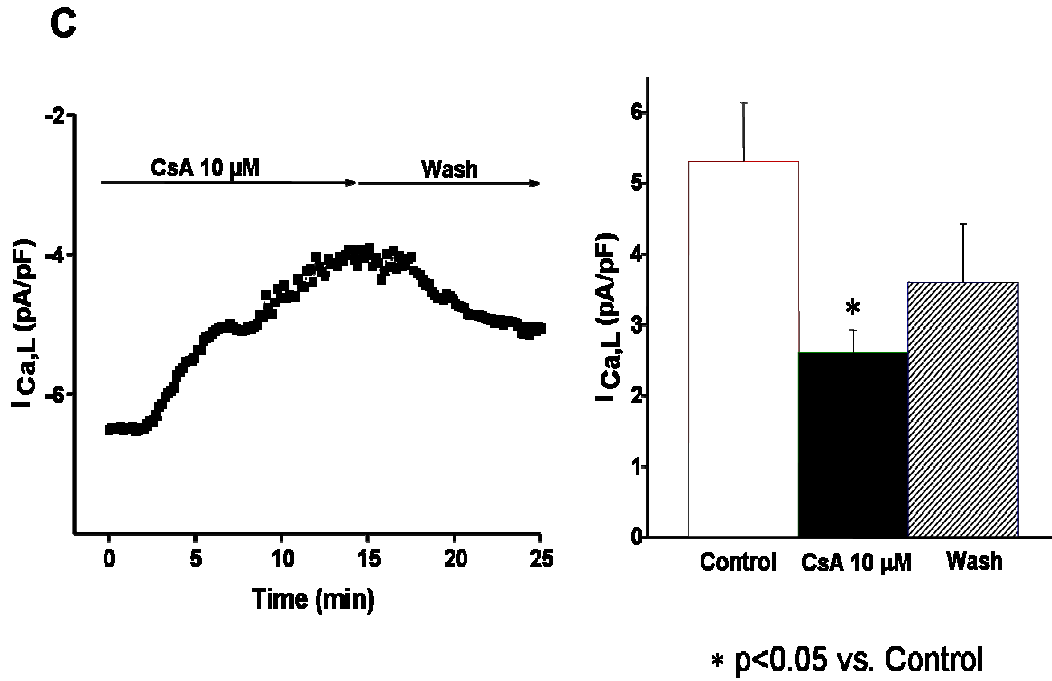 C
-2
-4
-6
CsA 10 µM
Wash
I Ca,L (pA/pF)
0 5 10 15 20 25
Time (min)
6
5
4
3
2
1
0
*
I Ca,L (pA/pF)
Control CsA 10 µM Wash
* p<0.05 vs. Control